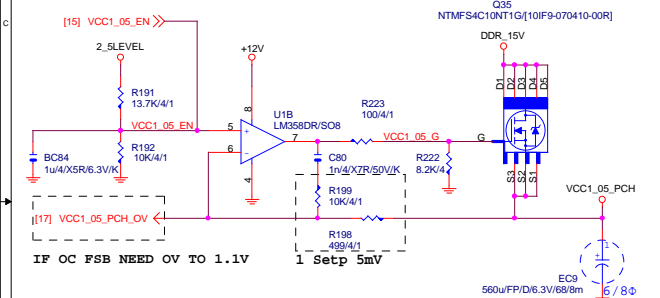 Q35
NTMFS4C10NT1G/[10IF9-070410-00R]
C
[15] VCC1_05_EN
2_5LEVEL
+12V
DDR_15V
D1
D2
D3
D4
D5
R191
13.7K/4/1
8
U1B
LM358DR/SO8
R223
100/4/1
VCC1_05_EN
5
+
7
VCC1_05_G
G
6
-
BC84
1u/4/X5R/6.3V/K
R192
10K/4/1
4
C80
1n/4/X7R/50V/K
R222
8.2K/4
S3
S2
S1
R199
10K/4/1
VCC1_05_PCH
[17] VCC1_05_PCH_OV
R198
499/4/1
IF OC FSB NEED OV TO 1.1V
1 Setp 5mV
1
+
EC9
560u/FP/D/6.3V/68/8m
6/8Φ